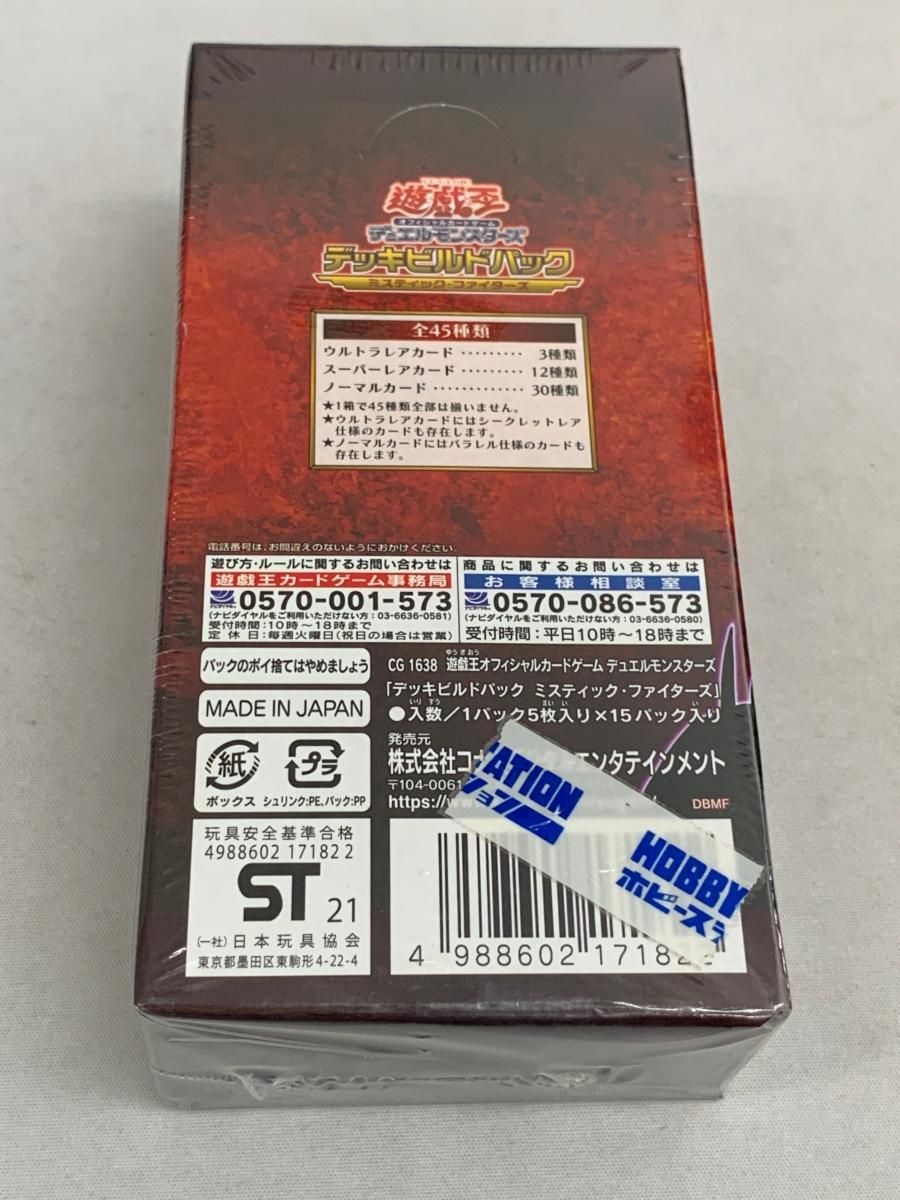 遊戯王
オフィシャルカードゲーム
デュエルモンスターズ
デッキビルドパック
ミスティック・ファイターズ
全45種類
ウルトラレアカード ········· 3種類
スーパーレアカード ········· 12種類
ノーマルカード ············· 30種類
★1箱で45種類全部は揃いません。
★ウルトラレアカードにはシークレットレア
仕様のカードも存在します。
★ノーマルカードにはパラレル仕様のカードも
存在します。
電話番号は、お間違えのないようにおかけください。
遊び方・ルールに関するお問い合わせは
遊戯王カードゲーム事務局
0570-001-573
(ナビダイヤルをご利用いただけない方：03-6636-0581)
受付時間：10時～18時まで
定 休 日：毎週火曜日(祝日の場合は営業)
商品に関するお問い合わせは
お客様相談室
0570-086-573
(ナビダイヤルをご利用いただけない方：03-6636-0580)
受付時間：平日10時～18時まで
パックのポイ捨てはやめましょう
MADE IN JAPAN
紙
ボックス
プラ
シュリンク:PE、パック:PP
CG 1638 遊戯王オフィシャルカードゲーム デュエルモンスターズ
「デッキビルドパック ミスティック・ファイターズ」
●入数/1パック5枚入り×15パック入り
発売元
株式会社コナ エンタテインメント
〒104-0061
https://w
DBMF
玩具安全基準合格
4988602 171822
ST 21
(一社)日本玩具協会
東京都墨田区東駒形4-22-4
ATION
ション
HOBBY
ホビース
4 988602 171822